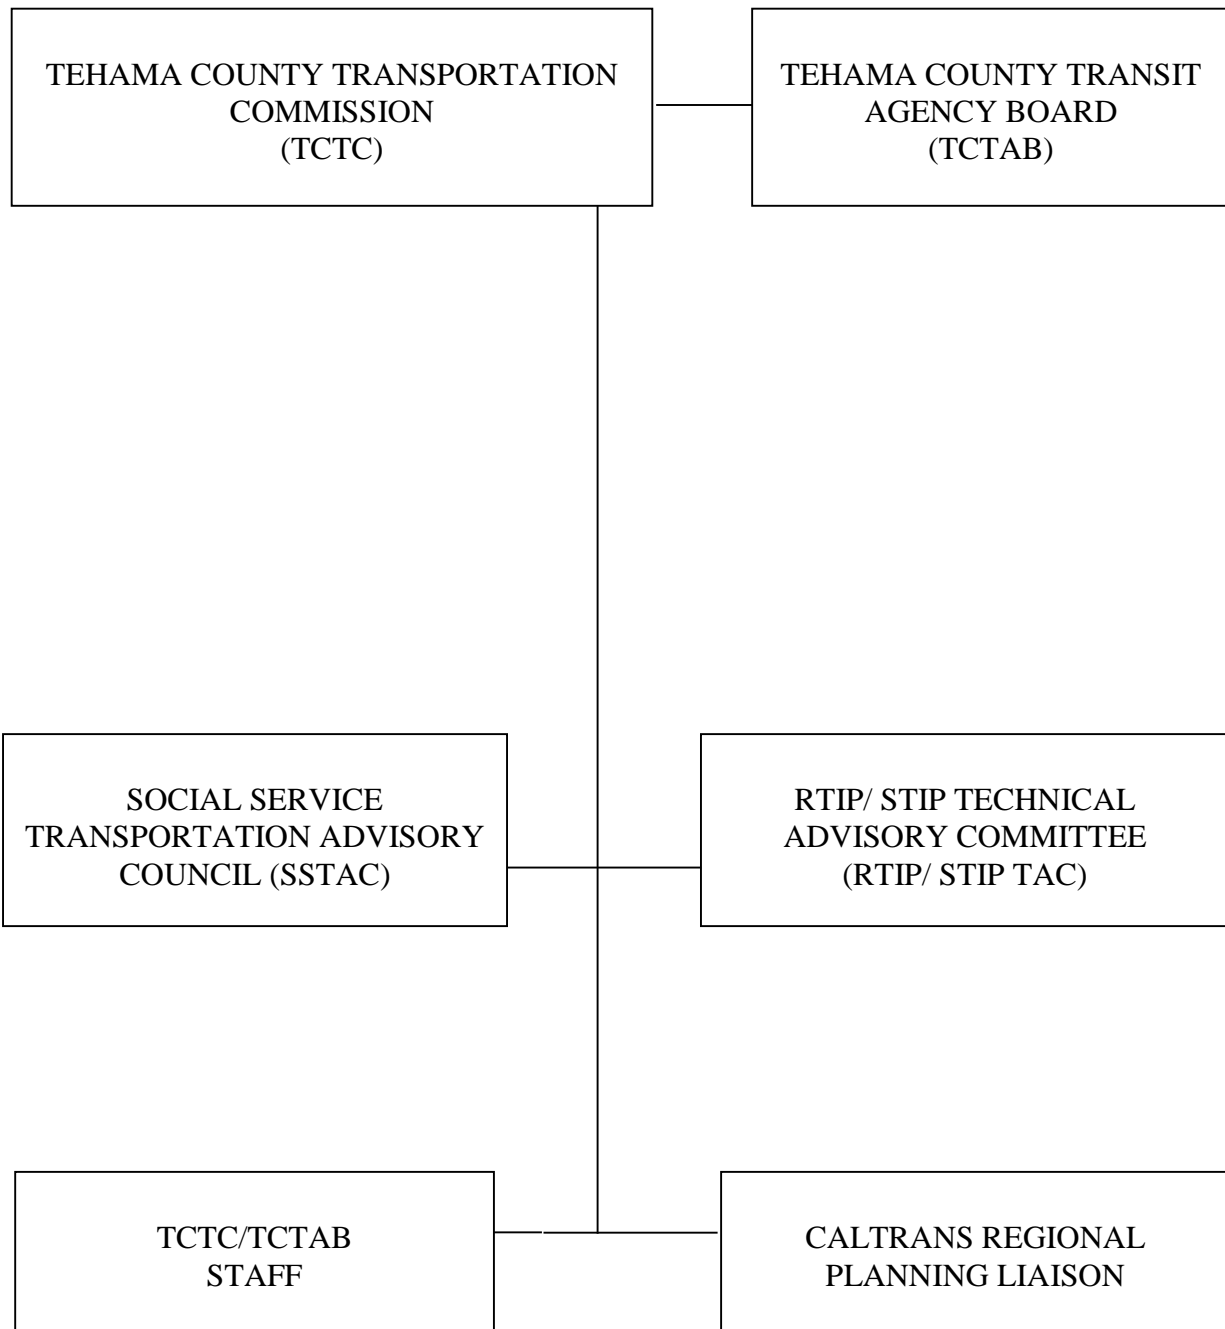 TEHAMA COUNTY TRANSPORTATION
COMMISSION
(TCTC)
TEHAMA COUNTY TRANSIT
AGENCY BOARD
(TCTAB)
SOCIAL SERVICE
TRANSPORTATION ADVISORY
COUNCIL (SSTAC)
RTIP/ STIP TECHNICAL
ADVISORY COMMITTEE
(RTIP/ STIP TAC)
TCTC/TCTAB
STAFF
CALTRANS REGIONAL
PLANNING LIAISON